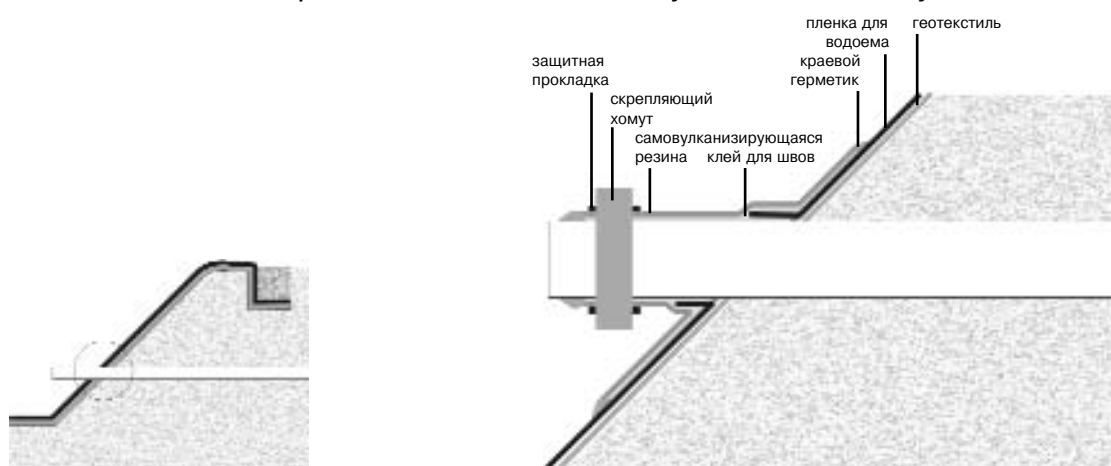 пленка для
водоема
геотекстиль
краевой
герметик
защитная
прокладка
скрепляющий
хомут
самовулканизирующаяся
резина
клей для швов